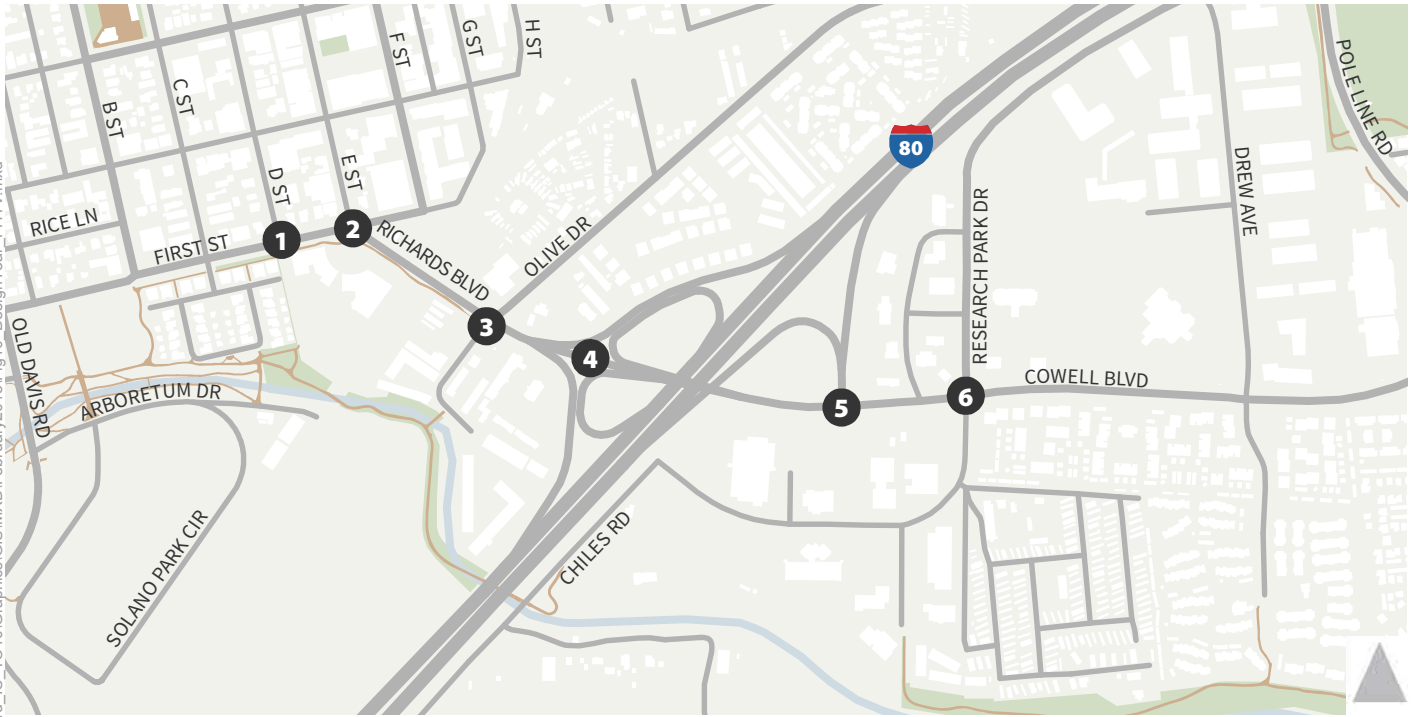 F ST
G ST
H ST
B ST
C ST
D ST
E ST
POLE LINE RD
80
DREW AVE
RICE LN
FIRST ST
1
2
RICHARDS BLVD
OLIVE DR
3
4
RESEARCH PARK DR
COWELL BLVD
5
6
OLD DAVIS RD
ARBORETUM DR
CHILES RD
SOLANO PARK CIR